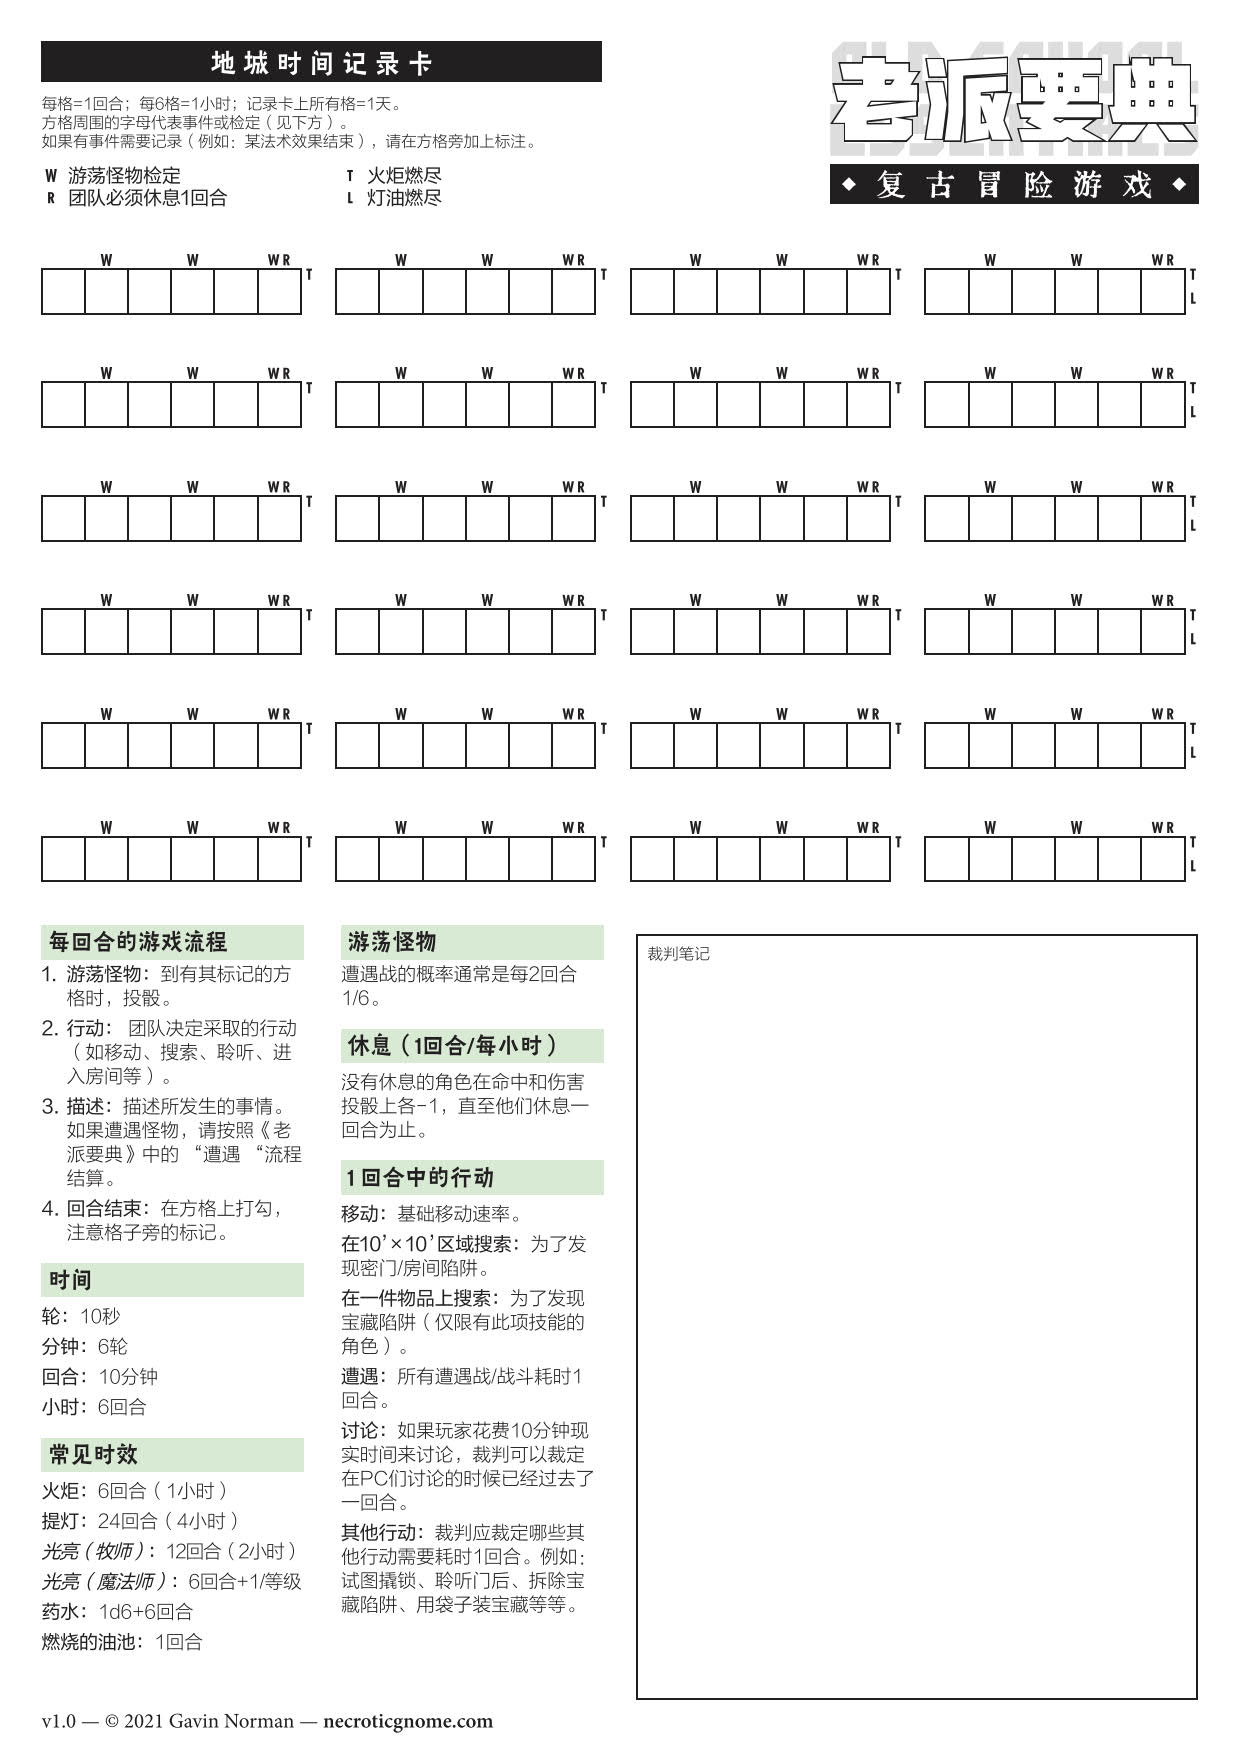 地城时间记录卡
每格=1回合；每6格=1小时；记录卡上所有格=1天。
方格周围的字母代表事件或检定（见下方）。
如果有事件需要记录（例如：某法术效果结束），请在方格旁加上标注。
W 游荡怪物检定
R 团队必须休息1回合
T 火炬燃尽
L 灯油燃尽
OLD-SCHOOL
ESSENTIALS
老派要典
复古冒险游戏
W W W R T W W W R T W W W R T W W W R T
L
W W W R T W W W R T W W W R T W W W R T
L
W W W R T W W W R T W W W R T W W W R T
L
W W W R T W W W R T W W W R T W W W R T
L
W W W R T W W W R T W W W R T W W W R T
L
W W W R T W W W R T W W W R T W W W R T
L
每回合的游戏流程
1. 游荡怪物：到有其标记的方
格时，投骰。
2. 行动： 团队决定采取的行动
（如移动、搜索、聆听、进
入房间等）。
3. 描述：描述所发生的事情。
如果遭遇怪物，请按照《老
派要典》中的 “遭遇 “流程
结算。
4. 回合结束：在方格上打勾，
注意格子旁的标记。
时间
轮：10秒
分钟：6轮
回合：10分钟
小时：6回合
常见时效
火炬：6回合（1小时）
提灯：24回合（4小时）
光亮（牧师）：12回合（2小时）
光亮（魔法师）：6回合+1/等级
药水：1d6+6回合
燃烧的油池：1回合
游荡怪物
遭遇战的概率通常是每2回合
1/6。
休息（1回合/每小时）
没有休息的角色在命中和伤害
投骰上各-1，直至他们休息一
回合为止。
1回合中的行动
移动：基础移动速率。
在10’×10’区域搜索：为了发
现密门/房间陷阱。
在一件物品上搜索：为了发现
宝藏陷阱（仅限有此项技能的
角色）。
遭遇：所有遭遇战/战斗耗时1
回合。
讨论：如果玩家花费10分钟现
实时间来讨论，裁判可以裁定
在PC们讨论的时候已经过去了
一回合。
其他行动：裁判应裁定哪些其
他行动需要耗时1回合。例如：
试图撬锁、聆听门后、拆除宝
藏陷阱、用袋子装宝藏等等。
裁判笔记
v1.0 — © 2021 Gavin Norman — necroticgnome.com